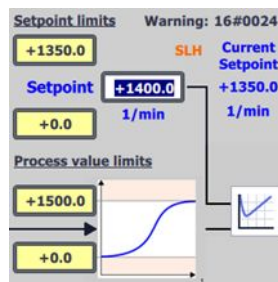 Setpoint limits Warning: 16#0024
+1350.0 SLH Current
Setpoint
Setpoint +1400.0 +1350.0
1/min 1/min
+0.0
Process value limits
+1500.0
+0.0